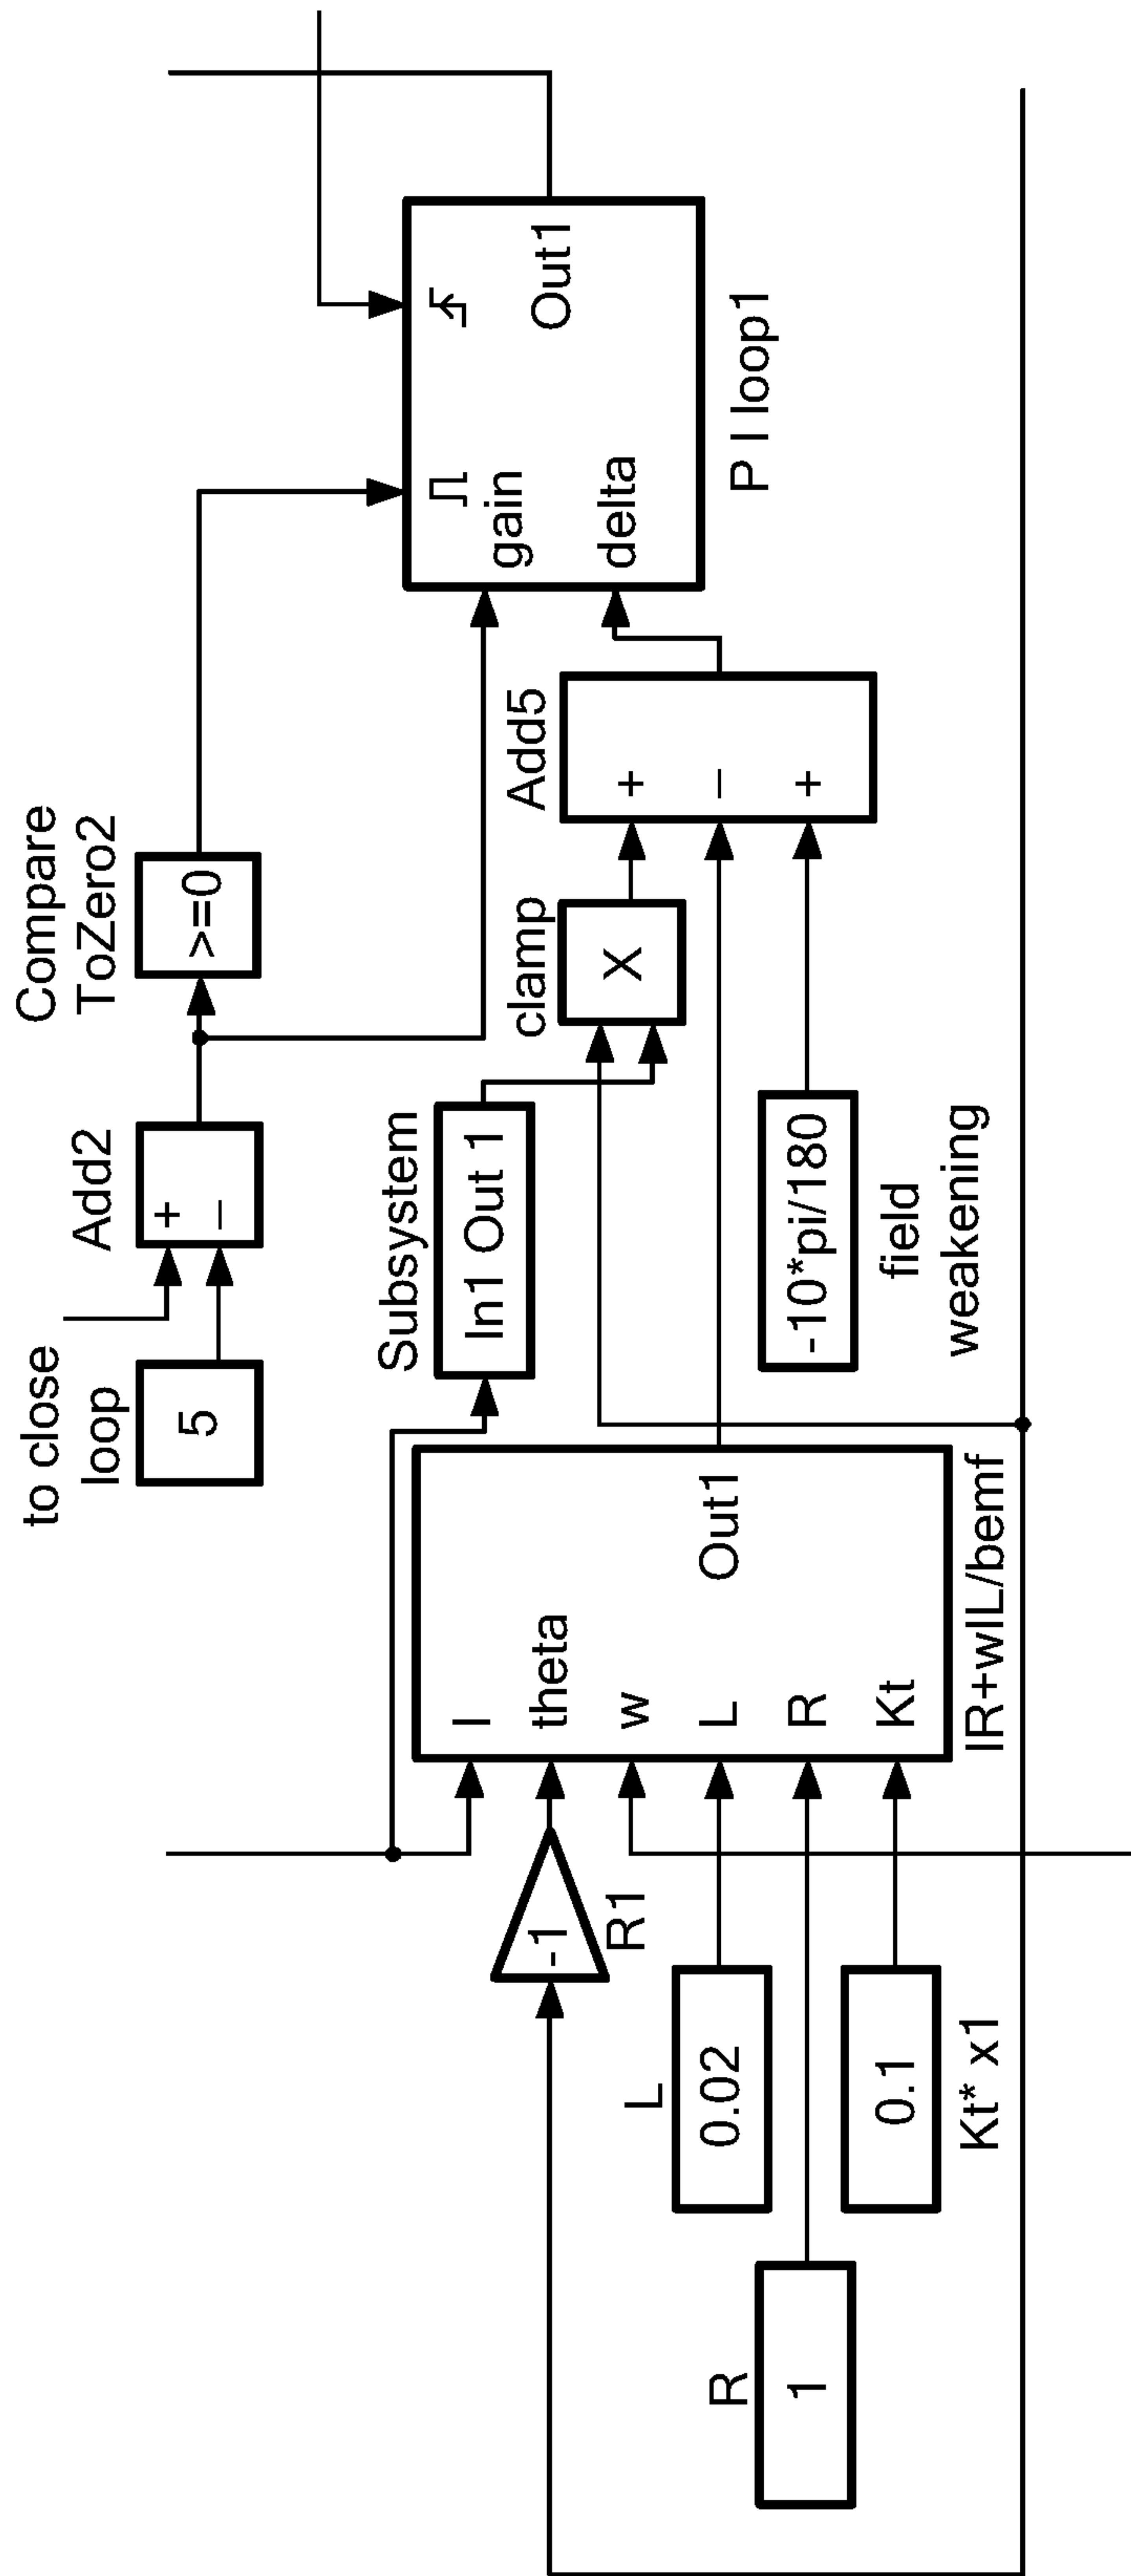 to close
loop
5
Add2
+
−
Compare
ToZero2
>=0
Subsystem
In1 Out 1
clamp
X
Add5
+
−
+
gain
delta
Out1
P I loop1
I
theta
w
L
R
Kt
Out1
IR+wIL/bemf
-1
R1
L
0.02
R
1
0.1
Kt* x1
-10*pi/180
field
weakening